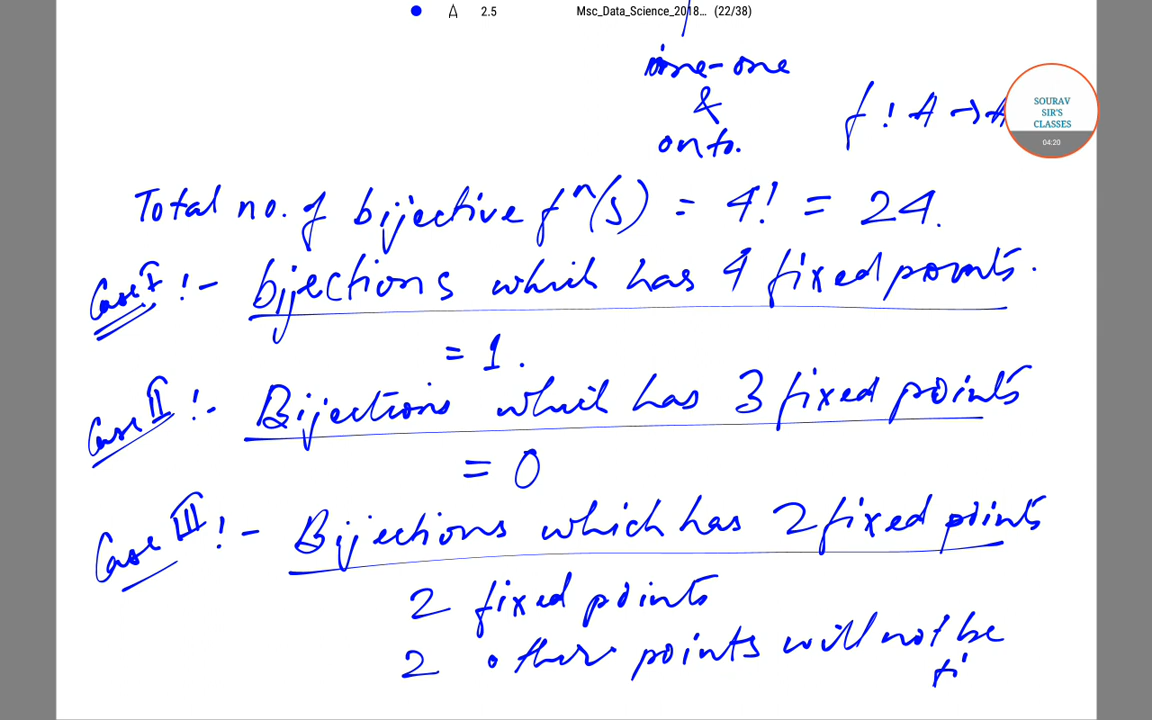 2.5 Msc_Data_Science_2018... (22/38)
one-one
&
onto.
f : A → A
SOURAV
SIR'S
CLASSES
04:20
Total no. of bijective fn(s) = 4! = 24.
Case I :- bijections which has 4 fixed points.
= 1.
Case II :- Bijections which has 3 fixed points
= 0
Case III :- Bijections which has 2 fixed points
2 fixed points
2 other points will not be
fi